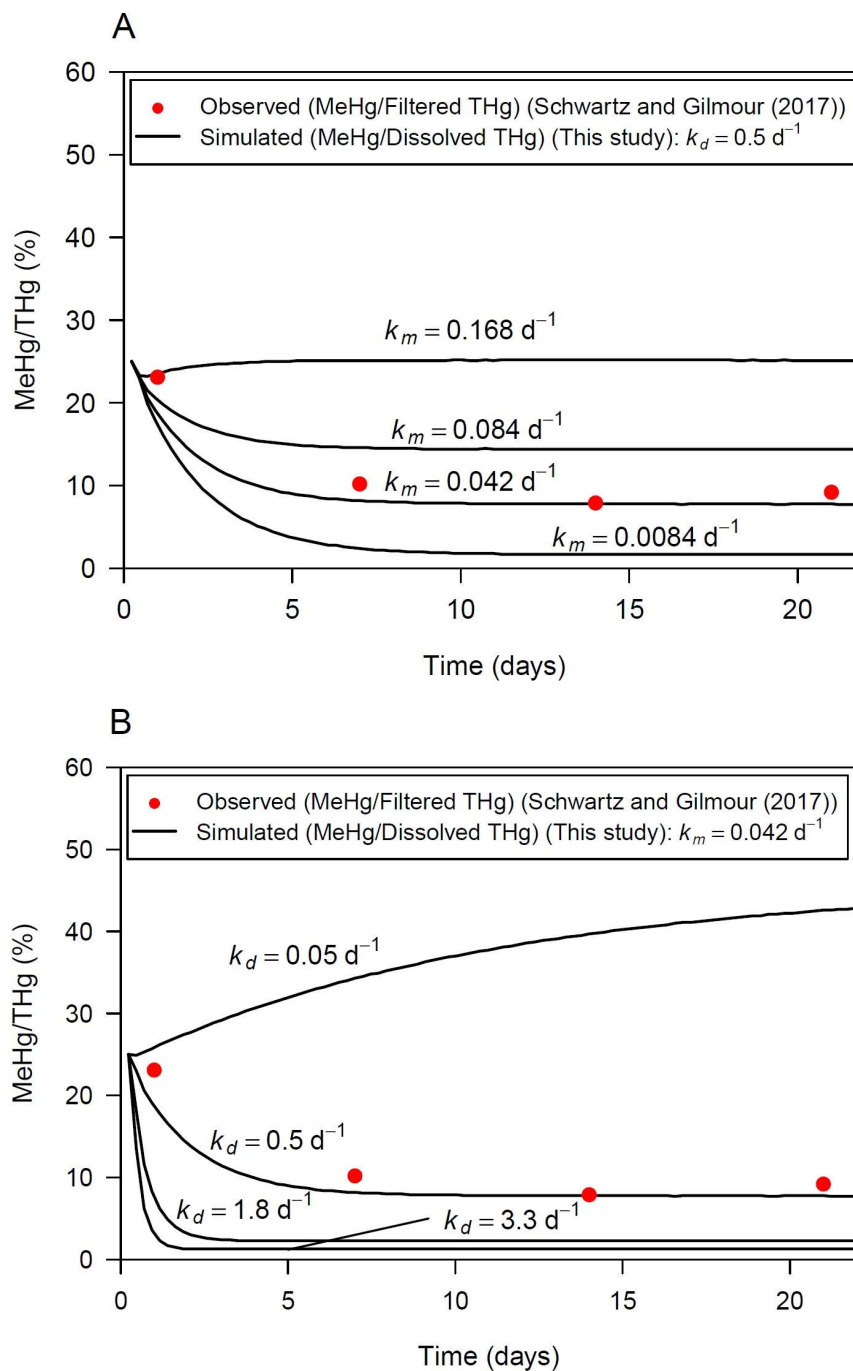 A
60
50
40
30
20
10
0
MeHg/THg (%)
Observed (MeHg/Filtered THg) (Schwartz and Gilmour (2017))
Simulated (MeHg/Dissolved THg) (This study): k_d = 0.5 d⁻¹
k_m = 0.168 d⁻¹
k_m = 0.084 d⁻¹
k_m = 0.042 d⁻¹
k_m = 0.0084 d⁻¹
0 5 10 15 20
Time (days)
B
60
50
40
30
20
10
0
MeHg/THg (%)
Observed (MeHg/Filtered THg) (Schwartz and Gilmour (2017))
Simulated (MeHg/Dissolved THg) (This study): k_m = 0.042 d⁻¹
k_d = 0.05 d⁻¹
k_d = 0.5 d⁻¹
k_d = 1.8 d⁻¹
k_d = 3.3 d⁻¹
0 5 10 15 20
Time (days)